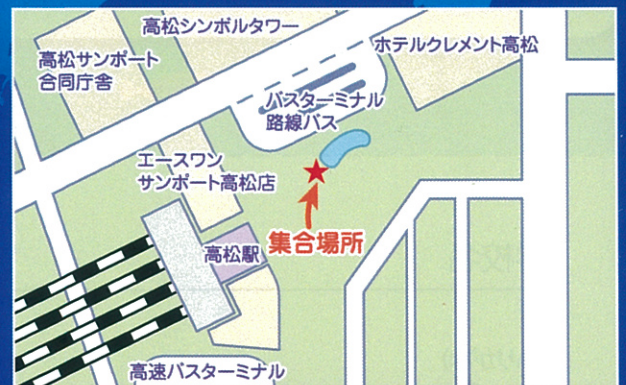 高松シンボルタワー
高松サンポート
合同庁舎
ホテルクレメント高松
バスターミナル
路線バス
エースワン
サンポート高松店
高松駅
集合場所
高速バスターミナル